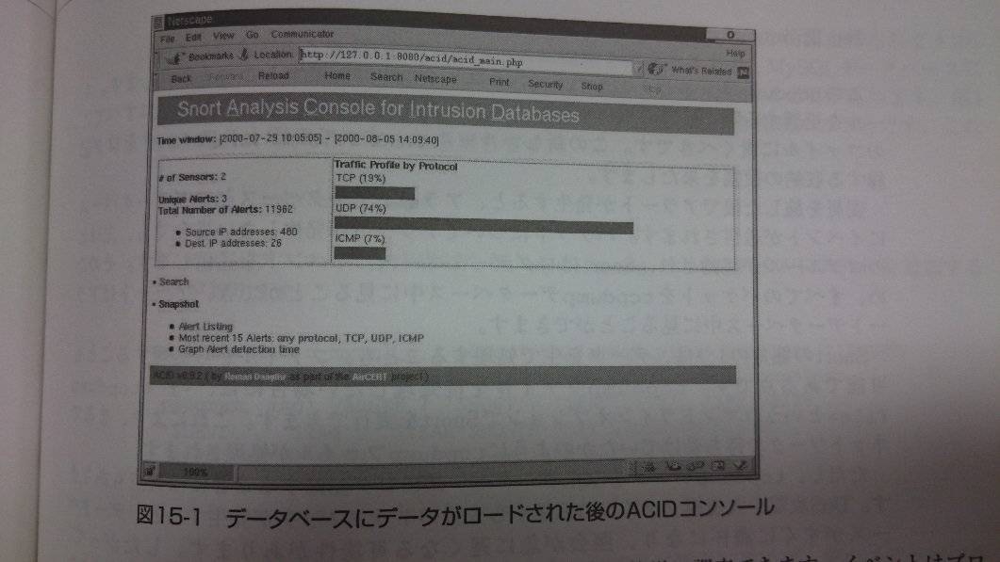 Netscape
File Edit View Go Communicator
Help
Bookmarks Location: http://127.0.0.1:8080/acid/acid_main.php
What's Related
Back Reload Home Search Netscape Print Security Shop Stop
Snort Analysis Console for Intrusion Databases
Time window: [2000-07-29 10:05:05] - [2000-08-05 14:09:40]
# of Sensors: 2
Unique Alerts: 3
Total Number of Alerts: 11982
Source IP addresses: 480
Dest. IP addresses: 26
Traffic Profile by Protocol
TCP (19%)
UDP (74%)
ICMP (7%)
Search
Snapshot
Alert Listing
Most recent 15 Alerts: any protocol, TCP, UDP, ICMP
Graph Alert detection time
ACID v0.9.2 ( by Roman Danyliw as part of the AirCERT project )
100%
図15-1 データベースにデータがロードされた後のACIDコンソール